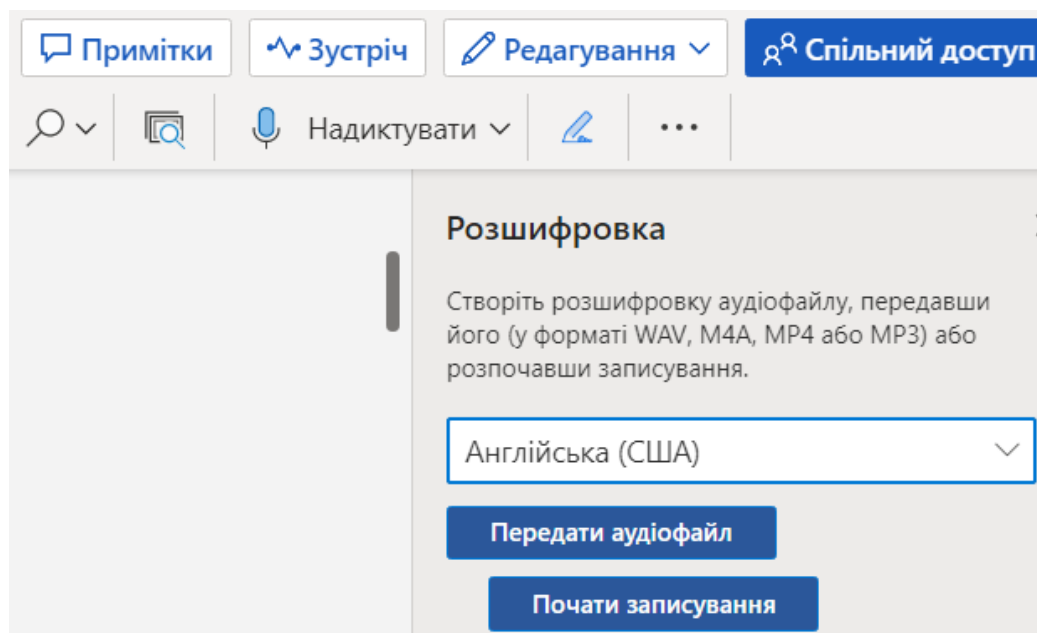 Примітки
Зустріч
Редагування
Спільний доступ
Надиктувати
Розшифровка
Створіть розшифровку аудіофайлу, передавши
його (у форматі WAV, M4A, MP4 або MP3) або
розпочавши записування.
Англійська (США)
Передати аудіофайл
Почати записування